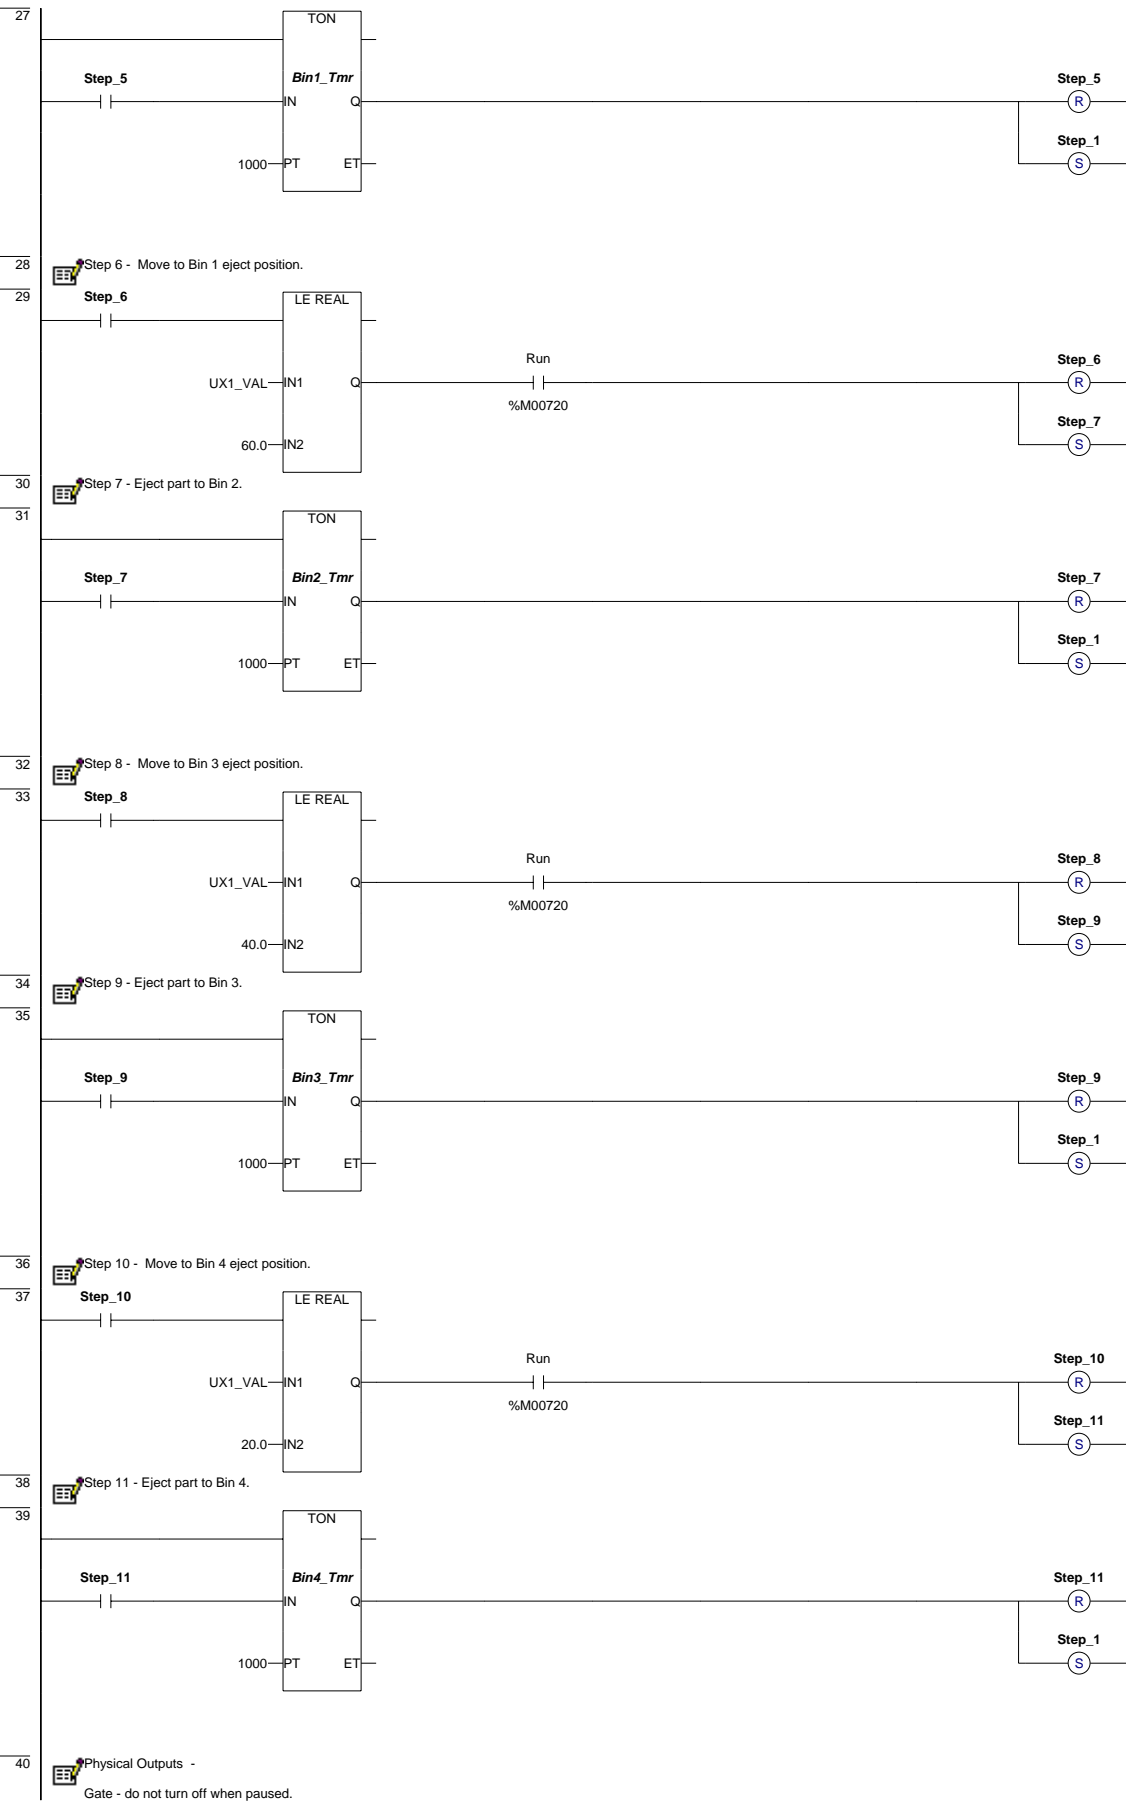 27
TON
Step_5
Bin1_Tmr
Step_5
IN Q
R
Step_1
1000 PT ET
S
28
Step 6 - Move to Bin 1 eject position.
29
Step_6
LE REAL
Run
Step_6
UX1_VAL IN1 Q
R
%M00720
Step_7
60.0 IN2
S
30
Step 7 - Eject part to Bin 2.
31
TON
Step_7
Bin2_Tmr
Step_7
IN Q
R
Step_1
1000 PT ET
S
32
Step 8 - Move to Bin 3 eject position.
33
Step_8
LE REAL
Run
Step_8
UX1_VAL IN1 Q
R
%M00720
Step_9
40.0 IN2
S
34
Step 9 - Eject part to Bin 3.
35
TON
Step_9
Bin3_Tmr
Step_9
IN Q
R
Step_1
1000 PT ET
S
36
Step 10 - Move to Bin 4 eject position.
37
Step_10
LE REAL
Run
Step_10
UX1_VAL IN1 Q
R
%M00720
Step_11
20.0 IN2
S
38
Step 11 - Eject part to Bin 4.
39
TON
Step_11
Bin4_Tmr
Step_11
IN Q
R
Step_1
1000 PT ET
S
40
Physical Outputs -
Gate - do not turn off when paused.